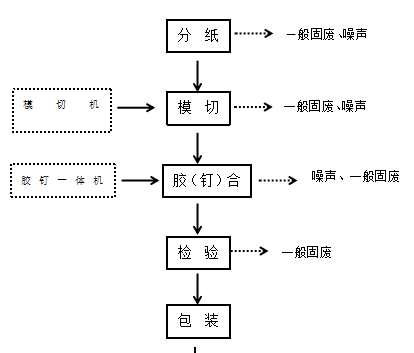 分 纸
一般固废、噪声
模 切 机
模 切
一般固废、噪声
胶 钉 一 体 机
胶（钉）合
噪声、一般固废
检 验
一般固废
包 装